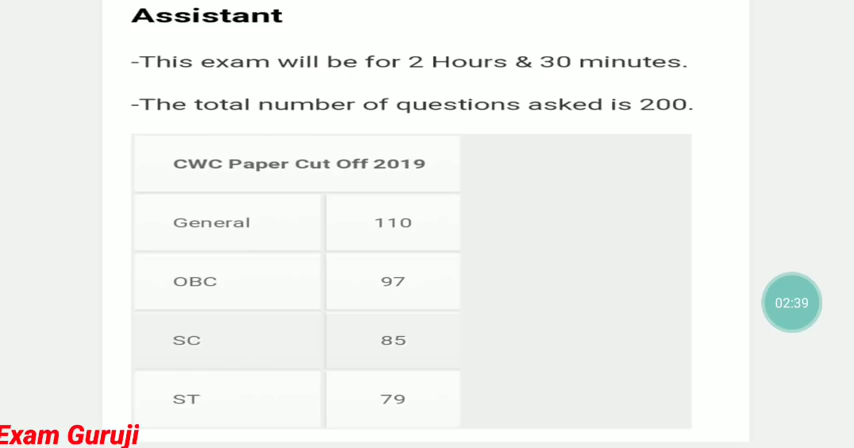 Assistant
-This exam will be for 2 Hours & 30 minutes.
-The total number of questions asked is 200.
CWC Paper Cut Off 2019
General 110
OBC 97
SC 85
ST 79
02:39
Exam Guruji